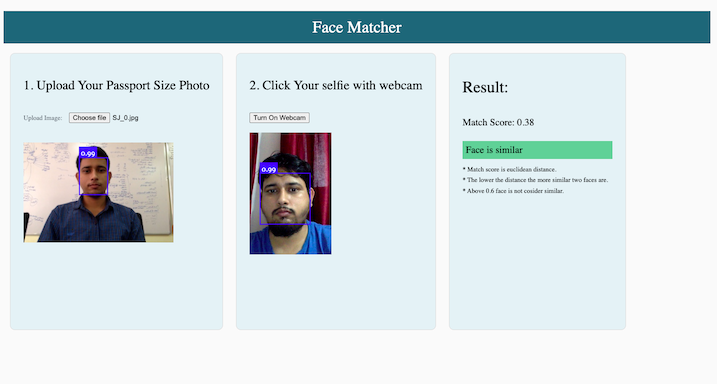 Face Matcher
1. Upload Your Passport Size Photo
Upload Image: Choose file SJ_0.jpg
0.99
2. Click Your selfie with webcam
Turn On Webcam
0.99
Result:
Match Score: 0.38
Face is similar
* Match score is euclidean distance.
* The lower the distance the more similar two faces are.
* Above 0.6 face is not cosider similar.